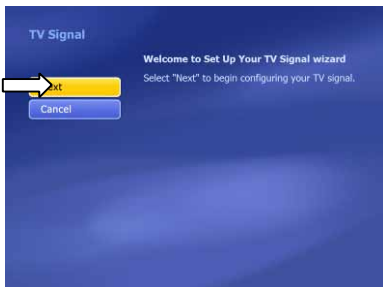 TV Signal
Welcome to Set Up Your TV Signal wizard
Select "Next" to begin configuring your TV signal.
Next
Cancel